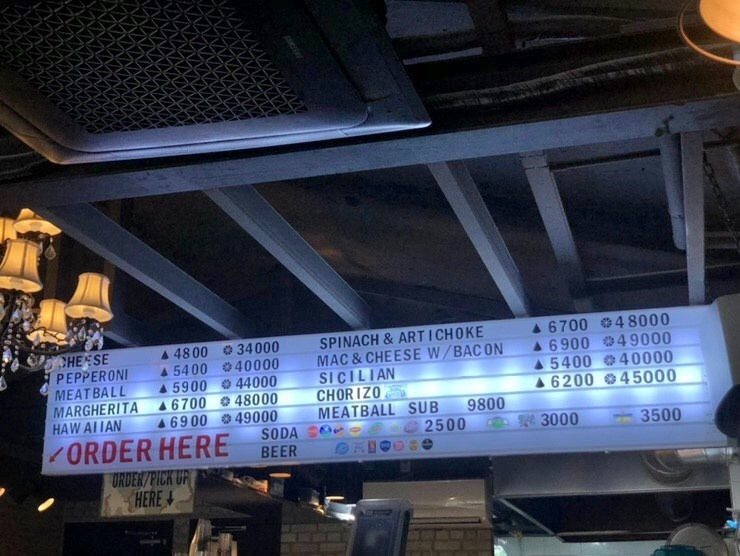 CHEESE ▲ 4800 34000
PEPPERONI ▲ 5400 40000
MEATBALL ▲ 5900 44000
MARGHERITA ▲ 6700 48000
HAWAIIAN ▲ 6900 49000
SPINACH & ARTICHOKE ▲ 6700 48000
MAC & CHEESE W/BACON ▲ 6900 49000
SICILIAN ▲ 5400 40000
CHORIZO ▲ 6200 45000
MEATBALL SUB 9800
ORDER HERE
SODA 2500 3000 3500
BEER
ORDER/PICK UP
HERE